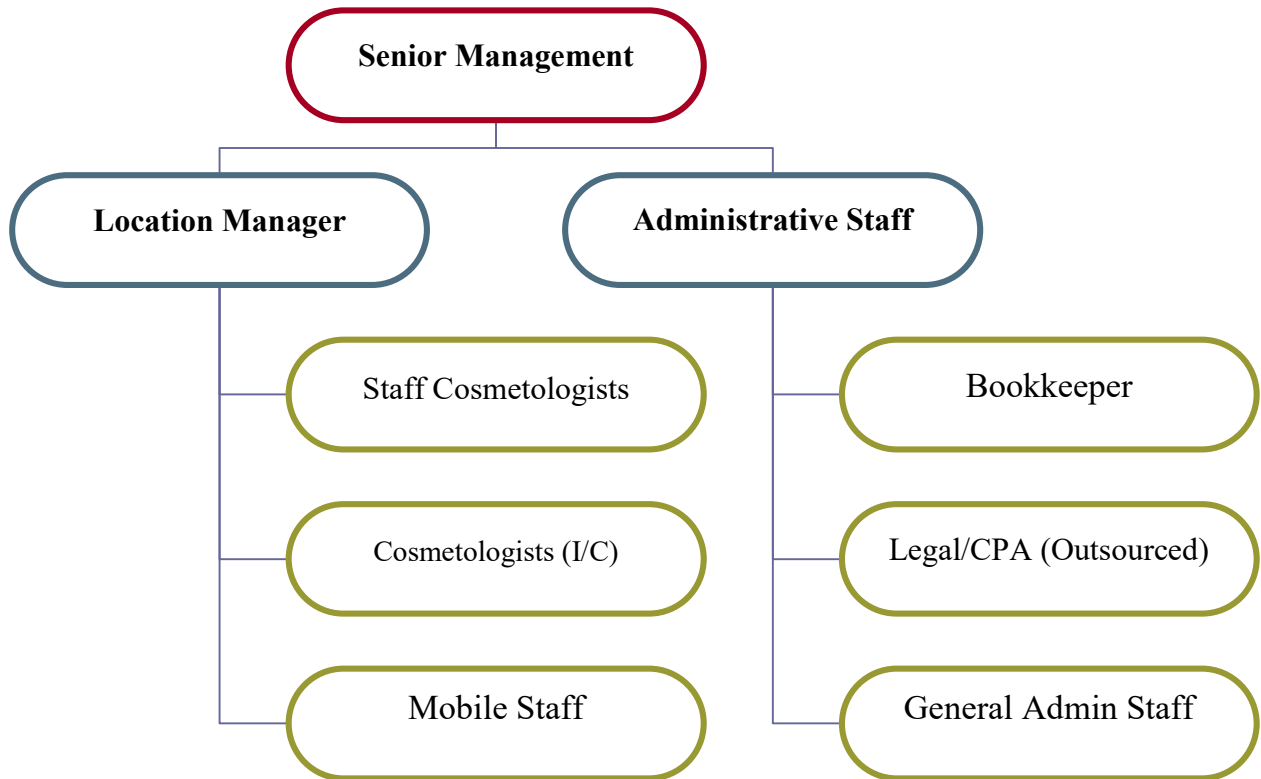 Senior Management
Location Manager
Administrative Staff
Staff Cosmetologists
Bookkeeper
Cosmetologists (I/C)
Legal/CPA (Outsourced)
Mobile Staff
General Admin Staff